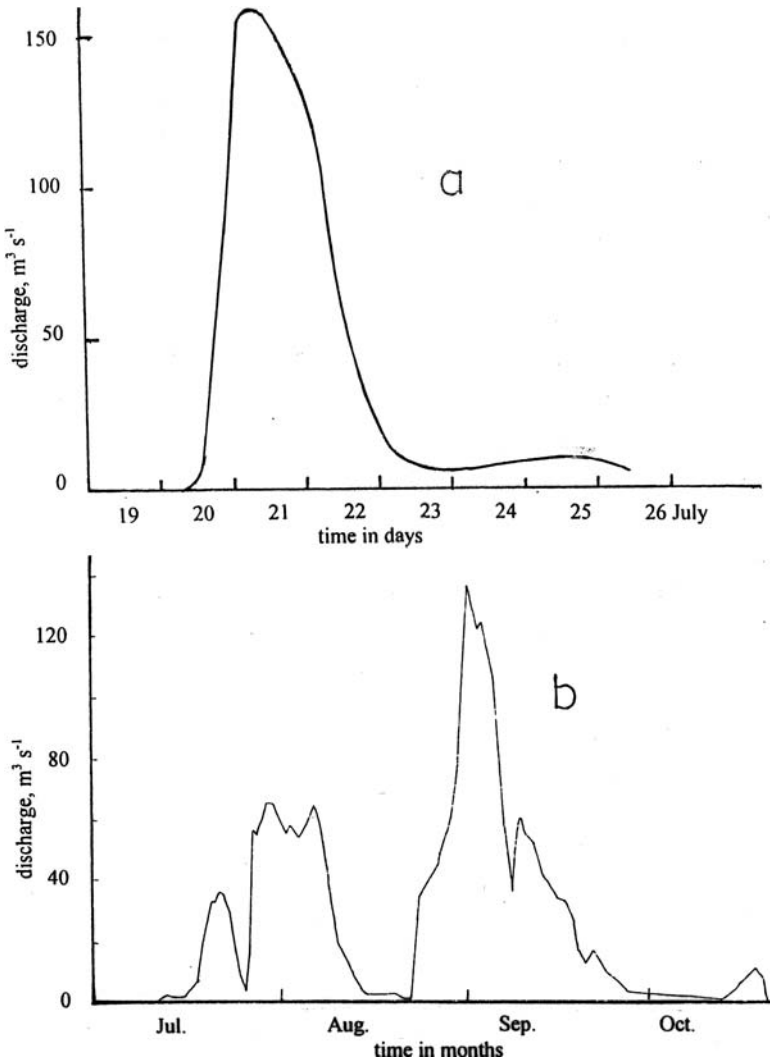 150
a
100
discharge, m³ s⁻¹
50
0
19 20 21 22 23 24 25 26 July
time in days
120
b
80
discharge, m³ s⁻¹
40
0
Jul. Aug. Sep. Oct.
time in months